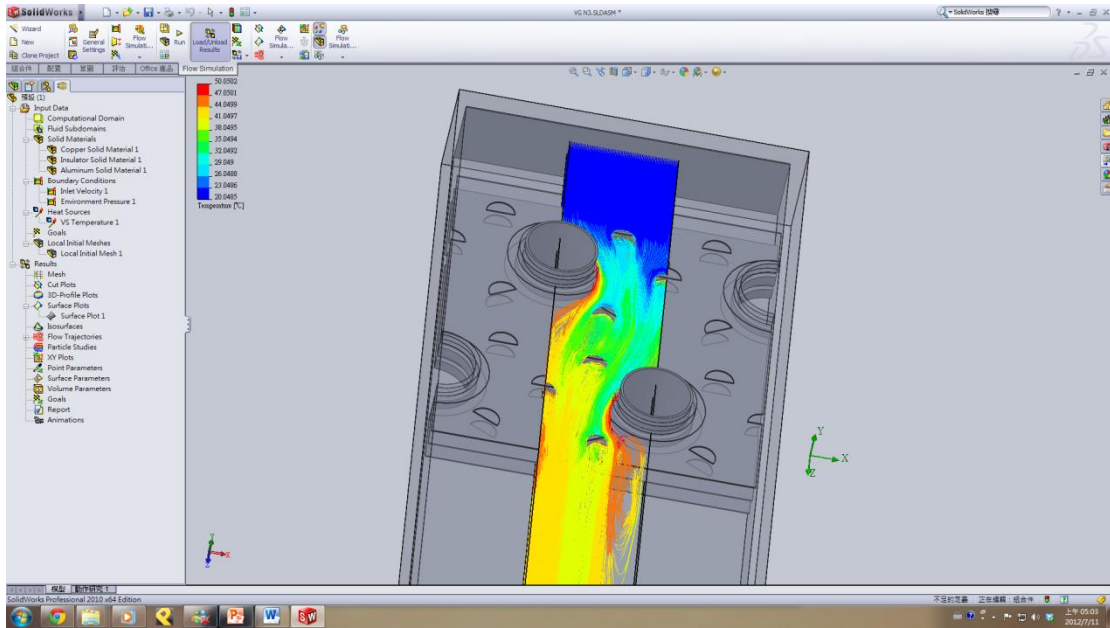 SolidWorks
VG N3.SLDASM *
SolidWorks 搜尋
Wizard
New
Clone Project
General Settings
Flow Simulati...
Run
Load/Unload Results
Flow Simula...
Flow Simulati...
組合件
配置
草圖
評估
Office 產品
Flow Simulation
預設 (1)
Input Data
Computational Domain
Fluid Subdomains
Solid Materials
Copper Solid Material 1
Insulator Solid Material 1
Aluminum Solid Material 1
Boundary Conditions
Inlet Velocity 1
Environment Pressure 1
Heat Sources
VS Temperature 1
Goals
Local Initial Meshes
Local Initial Mesh 1
Results
Mesh
Cut Plots
3D-Profile Plots
Surface Plots
Surface Plot 1
Isosurfaces
Flow Trajectories
Particle Studies
XY Plots
Point Parameters
Surface Parameters
Volume Parameters
Goals
Report
Animations
50.0502
47.0501
44.0499
41.0497
38.0495
35.0494
32.0492
29.049
26.0488
23.0486
20.0485
Temperature [°C]
Y
X
Z
Y
X
Z
模型
動作研究 1
SolidWorks Professional 2010 x64 Edition
不足的定義
正在編輯：組合件
上午 05:03
2012/7/11